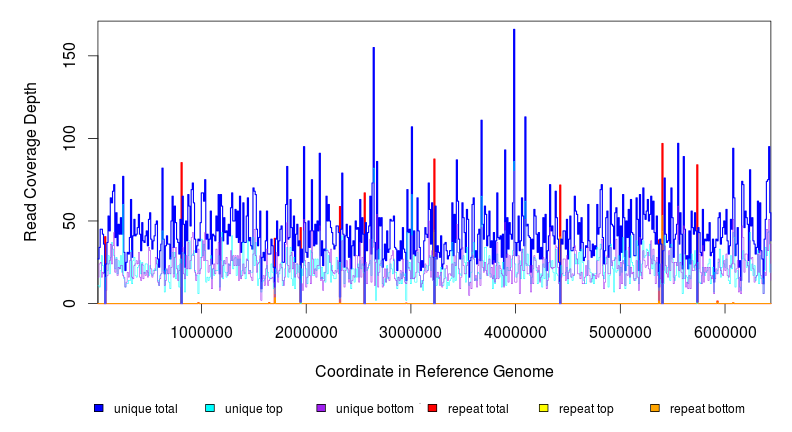 Read Coverage Depth
150
100
50
0
1000000 2000000 3000000 4000000 5000000 6000000
Coordinate in Reference Genome
unique total unique top unique bottom repeat total repeat top repeat bottom